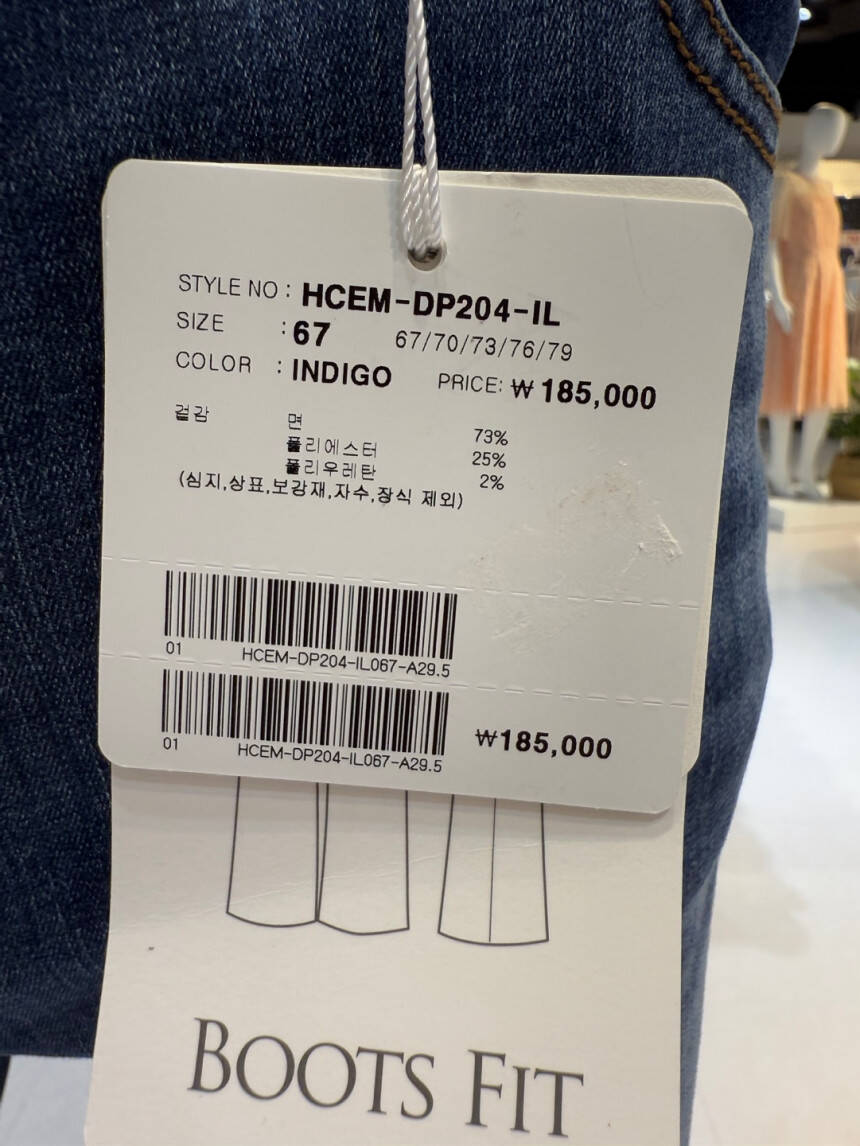 STYLE NO : HCEM-DP204-IL
SIZE : 67 67/70/73/76/79
COLOR : INDIGO PRICE: ₩ 185,000
겉감 면 73%
폴리에스터 25%
폴리우레탄 2%
(심지,상표,보강재,자수,장식 제외)
01 HCEM-DP204-IL067-A29.5
01 HCEM-DP204-IL067-A29.5
₩185,000
BOOTS FIT